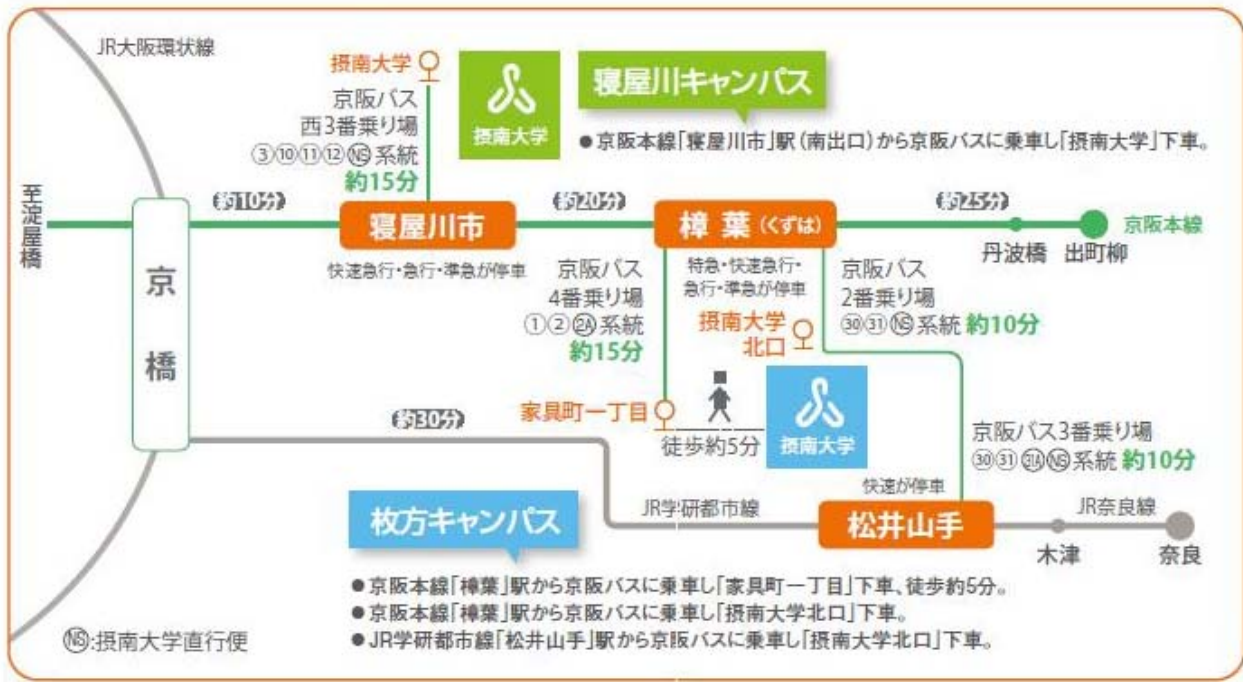 JR大阪環状線
摂南大学
京阪バス
西3番乗り場
③⑩⑪⑫NS系統
約15分
摂南大学
寝屋川キャンパス
●京阪本線「寝屋川市」駅(南出口)から京阪バスに乗車し「摂南大学」下車。
至淀屋橋
京橋
約10分
寝屋川市
快速急行・急行・準急が停車
約20分
樟葉(くずは)
特急・快速急行・
急行・準急が停車
約25分
丹波橋
出町柳
京阪本線
京阪バス
4番乗り場
①②2A系統
約15分
京阪バス
2番乗り場
㉚㉛NS系統 約10分
摂南大学
北口
家具町一丁目
徒歩約5分
摂南大学
約30分
京阪バス3番乗り場
㉚㉛31ANS系統 約10分
快速が停車
JR学研都市線
松井山手
JR奈良線
木津
奈良
枚方キャンパス
●京阪本線「樟葉」駅から京阪バスに乗車し「家具町一丁目」下車、徒歩約5分。
●京阪本線「樟葉」駅から京阪バスに乗車し「摂南大学北口」下車。
●JR学研都市線「松井山手」駅から京阪バスに乗車し「摂南大学北口」下車。
NS:摂南大学直行便